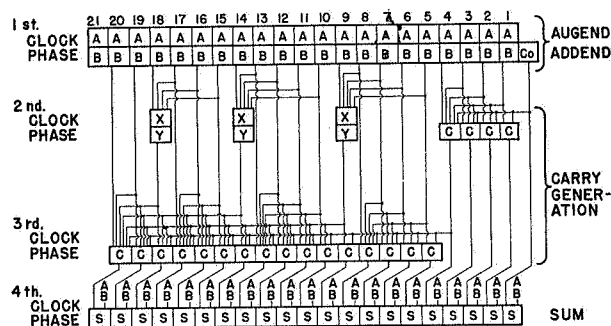 21 20 19 18 17 16 15 14 13 12 11 10 9 8 7 6 5 4 3 2 1
1 st. CLOCK PHASE
A A A A A A A A A A A A A A A A A A A A A AUGEND
B B B B B B B B B B B B B B B B B B B B B Co ADDEND
2 nd. CLOCK PHASE
X X X
Y Y Y
C C C C
CARRY GENER-ATION
3 rd. CLOCK PHASE
C C C C C C C C C C C C C C C C
4 th. CLOCK PHASE
A A A A A A A A A A A A A A A A A A A A A
B B B B B B B B B B B B B B B B B B B B B
S S S S S S S S S S S S S S S S S S S S S SUM